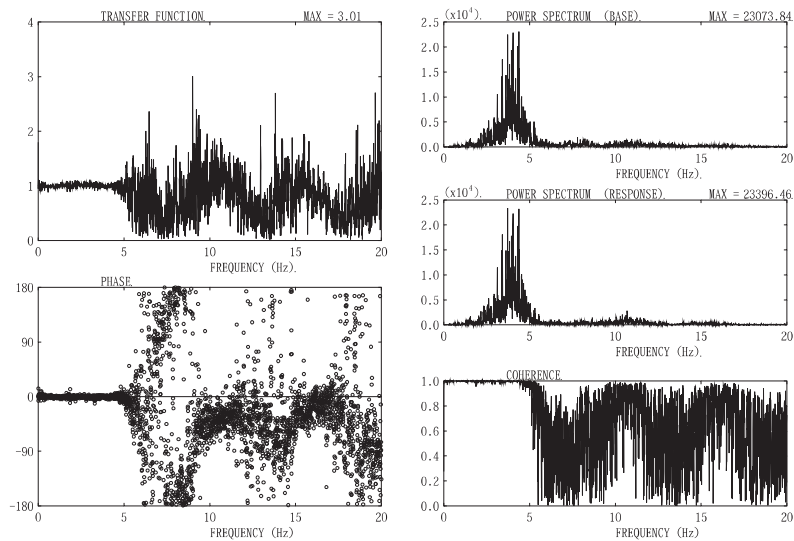 TRANSFER FUNCTION. MAX = 3.01
4
3
2
1
0
0 5 10 15 20
FREQUENCY (Hz).
PHASE.
180
90
0
-90
-180
0 5 10 15 20
FREQUENCY (Hz).
(x10⁴). POWER SPECTRUM (BASE). MAX = 23073.84.
2.5
2.0
1.5
1.0
0.5
0.0
0 5 10 15 20
FREQUENCY (Hz).
(x10⁴). POWER SPECTRUM (RESPONSE). MAX = 23396.46.
2.5
2.0
1.5
1.0
0.5
0.0
0 5 10 15 20
FREQUENCY (Hz).
COHERENCE.
1.0
0.8
0.6
0.4
0.2
0.0
0 5 10 15 20
FREQUENCY (Hz).